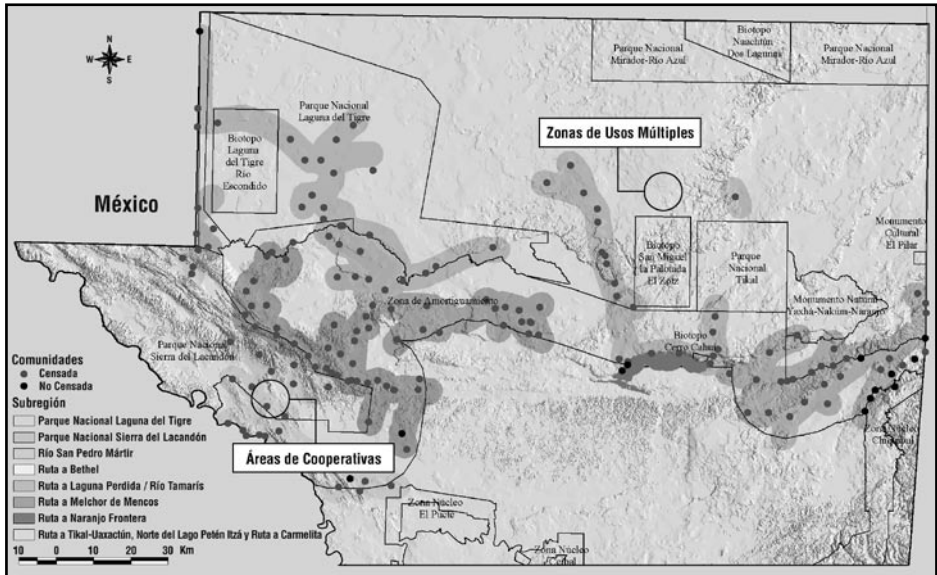 N
W E
S
Parque Nacional
Mirador-Río Azul
Biotopo
Naachtún
Dos Lagunas
Parque Nacional
Mirador-Río Azul
Parque Nacional
Laguna del Tigre
Biotopo
Laguna
del Tigre
Río
Escondido
Zonas de Usos Múltiples
México
Monumento
Cultural
El Pilar
Biotopo
San Miguel
la Palotada
El Zotz
Parque
Nacional
Tikal
Zona de Amortiguamiento
Monumento Natural
Yaxhá-Nakúm-Naranjo
Biotopo
Cerro Cahuí
Parque Nacional
Sierra del Lacandón
Comunidades
Censada
No Censada
Subregión
Parque Nacional Laguna del Tigre
Parque Nacional Sierra del Lacandón
Río San Pedro Mártir
Ruta a Bethel
Ruta a Laguna Perdida / Río Tamarís
Ruta a Melchor de Mencos
Ruta a Naranjo Frontera
Ruta a Tikal-Uaxactún, Norte del Lago Petén Itzá y Ruta a Carmelita
10 0 10 20 30 Km
Áreas de Cooperativas
Zona Núcleo
Zona Núcleo
El Pucté
Zona Núcleo